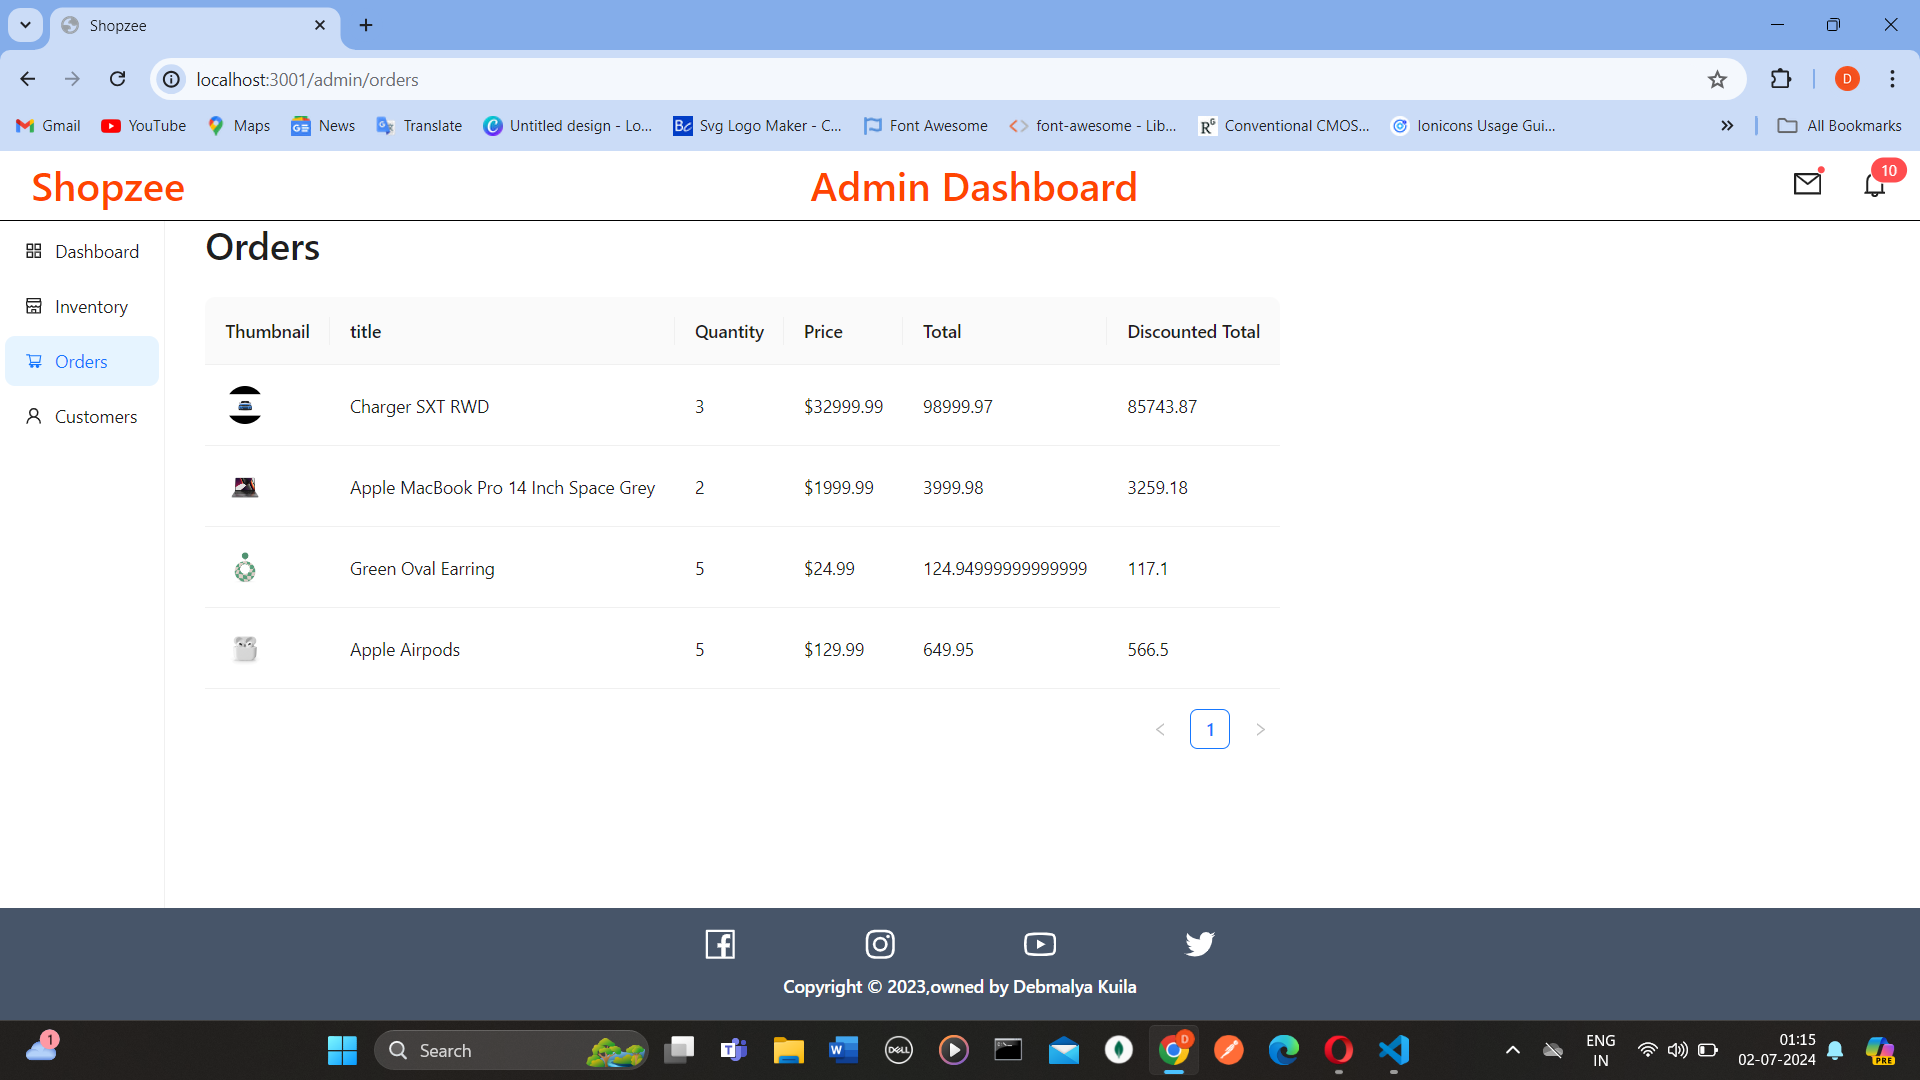 Shopzee
localhost:3001/admin/orders
D
Gmail YouTube Maps News Translate Untitled design - Lo... Svg Logo Maker - C... Font Awesome font-awesome - Lib... Conventional CMOS... Ionicons Usage Gui... All Bookmarks
Shopzee Admin Dashboard 10
Dashboard
Inventory
Orders
Customers
Orders
Thumbnail title Quantity Price Total Discounted Total
Charger SXT RWD 3 $32999.99 98999.97 85743.87
Apple MacBook Pro 14 Inch Space Grey 2 $1999.99 3999.98 3259.18
Green Oval Earring 5 $24.99 124.94999999999999 117.1
Apple Airpods 5 $129.99 649.95 566.5
< 1 >
Copyright © 2023,owned by Debmalya Kuila
1 Search DELL D ENG 01:15
IN 02-07-2024 PRE